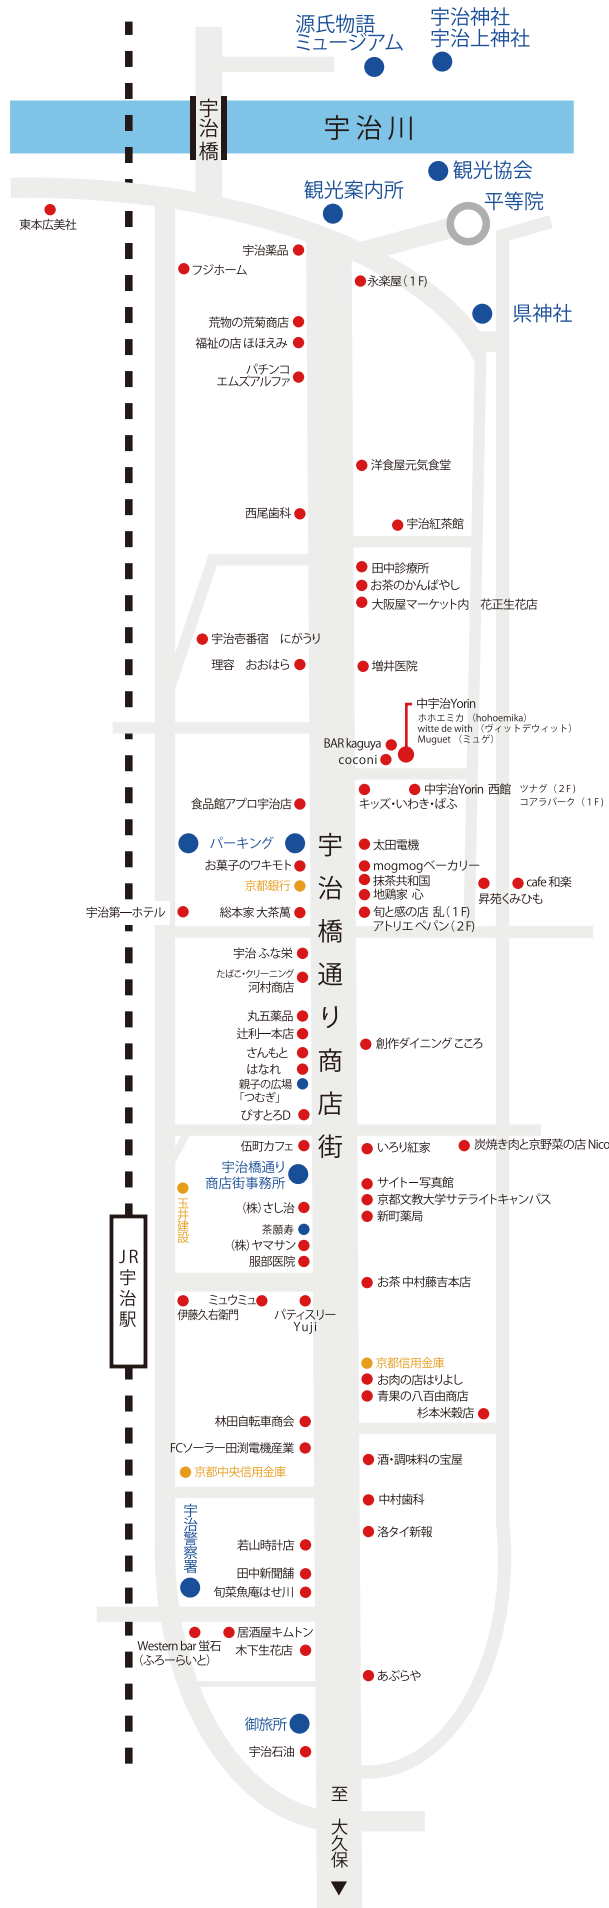 源氏物語
ミュージアム
宇治神社
宇治上神社
宇治橋
宇治川
観光協会
観光案内所
平等院
東本広美社
宇治薬品
フジホーム
永楽屋(1F)
県神社
荒物の荒菊商店
福祉の店 ほほえみ
パチンコ
エムズアルファ
洋食屋元気食堂
西尾歯科
宇治紅茶館
田中診療所
お茶のかんばやし
大阪屋マーケット内 花正生花店
宇治壱番宿 にがうり
理容 おおはら
増井医院
中宇治Yorin
ホホエミカ (hohoemika)
witte de with (ヴィットデウィット)
Muguet (ミュゲ)
BAR kaguya
coconi
中宇治Yorin 西館
ツナグ(2F)
コアラパーク(1F)
キッズ・いわき・ぱふ
食品館アプロ宇治店
パーキング
太田電機
お菓子のワキモト
mogmogベーカリー
京都銀行
抹茶共和国
地鶏家 心
cafe 和楽
昇苑くみひも
宇治第一ホテル
総本家 大茶萬
旬と感の店 乱(1F)
アトリエ ペパン(2F)
宇治橋通り商店街
宇治 ふな栄
たばこ・クリーニング
河村商店
丸五薬品
辻利一本店
創作ダイニング こころ
さんもと
はなれ
親子の広場
「つむぎ」
びすとろD
伍町カフェ
いろり紅家
炭焼き肉と京野菜の店 Nico
宇治橋通り
商店街事務所
玉井建設
サイトー写真館
京都文教大学サテライトキャンパス
(株)さし治
新町薬局
茶願寿
(株)ヤマサン
服部医院
JR宇治駅
お茶 中村藤吉本店
ミュウミュウ
伊藤久右衛門
パティスリー
Yuji
京都信用金庫
お肉の店はりよし
青果の八百由商店
杉本米穀店
林田自転車商会
FCソーラー田渕電機産業
酒・調味料の宝屋
京都中央信用金庫
中村歯科
宇治警察署
洛タイ新報
若山時計店
田中新聞舗
旬菜魚庵はせ川
居酒屋キムトン
Western bar 蛍石
(ふろーらいと)
木下生花店
あぶらや
御旅所
宇治石油
至 大久保